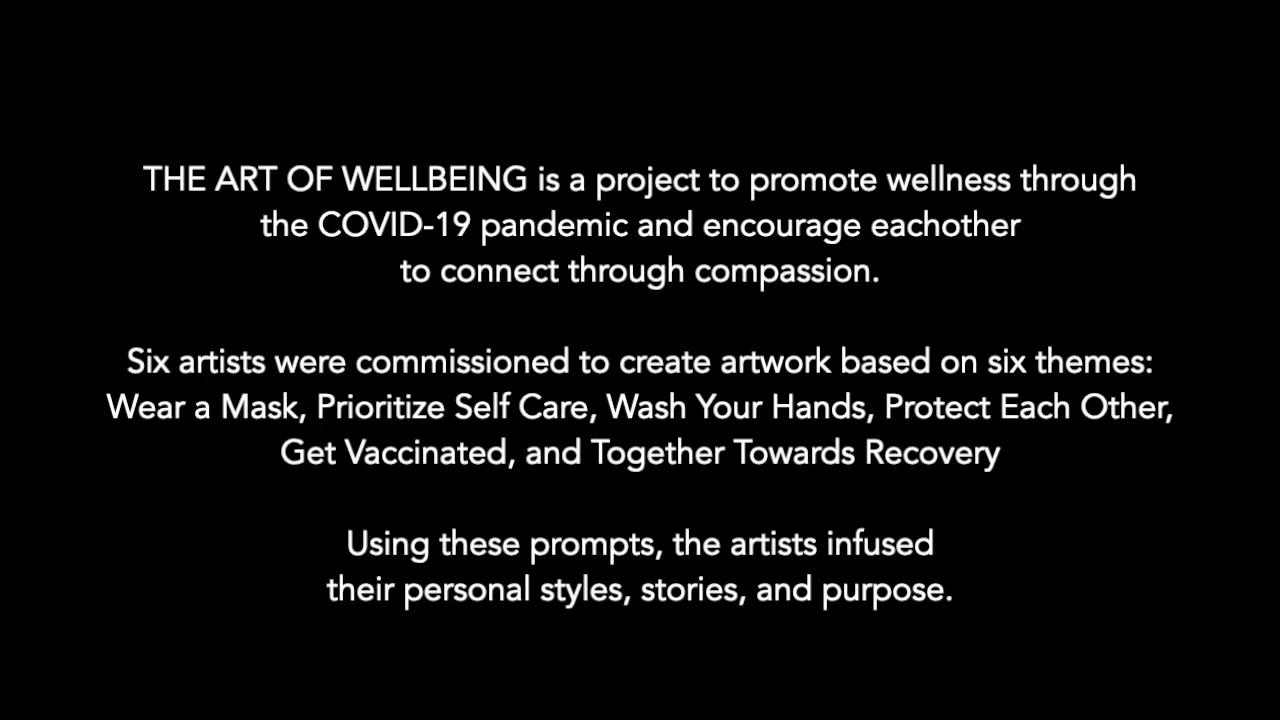 THE ART OF WELLBEING is a project to promote wellness through
the COVID-19 pandemic and encourage eachother
to connect through compassion.
Six artists were commissioned to create artwork based on six themes:
Wear a Mask, Prioritize Self Care, Wash Your Hands, Protect Each Other,
Get Vaccinated, and Together Towards Recovery
Using these prompts, the artists infused
their personal styles, stories, and purpose.